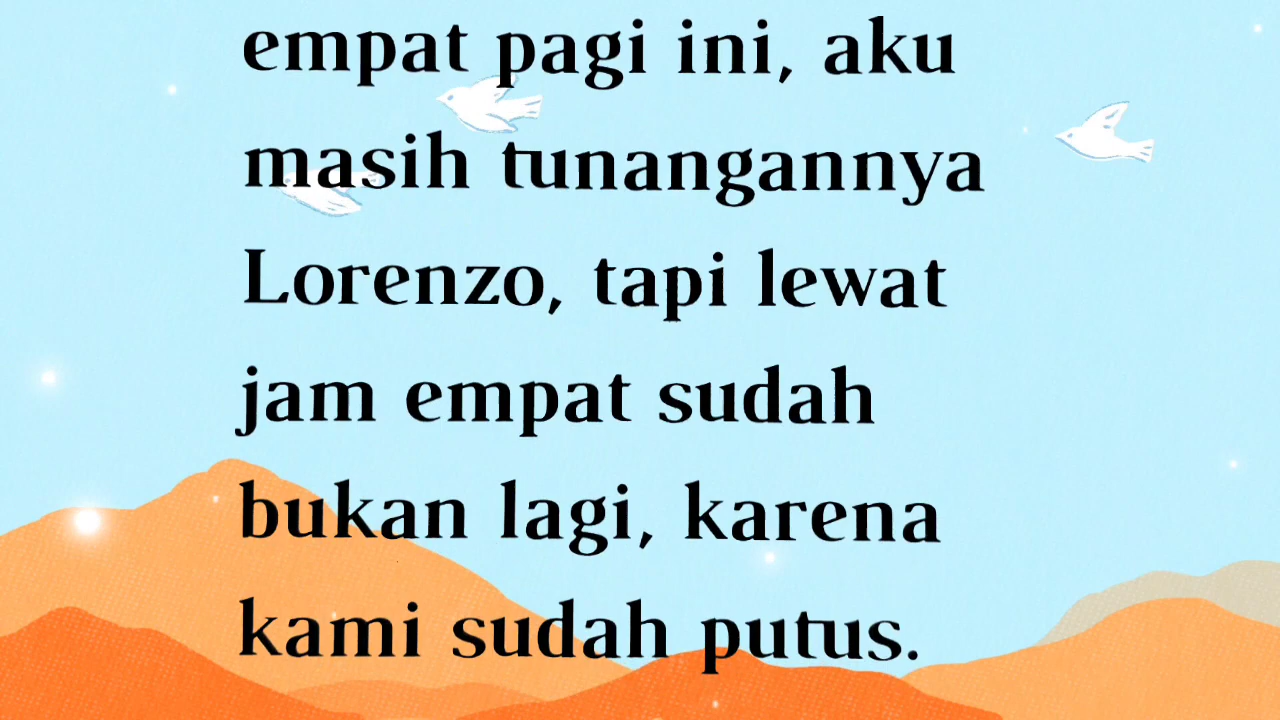 empat pagi ini, aku
masih tunangannya
Lorenzo, tapi lewat
jam empat sudah
bukan lagi, karena
kami sudah putus.